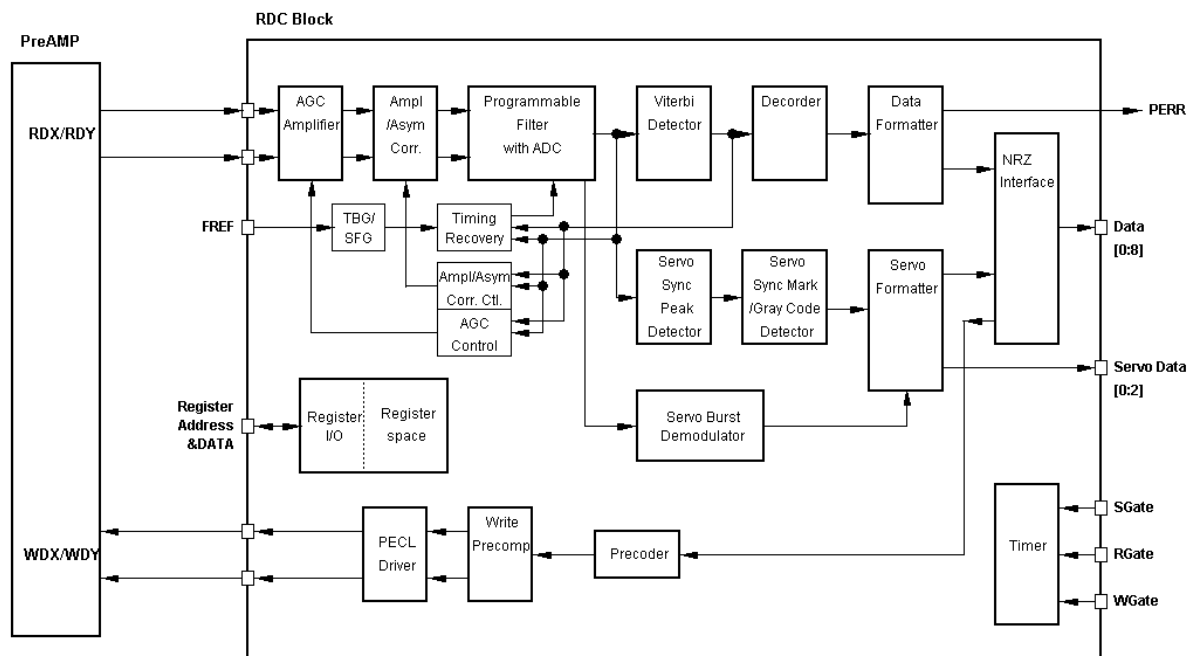 RDC Block
PreAMP
RDX/RDY
AGC
Amplifier
Ampl
/Asym
Corr.
Programmable
Filter
with ADC
Viterbi
Detector
Decorder
Data
Formatter
PERR
NRZ
Interface
FREF
TBG/
SFG
Timing
Recovery
Data
[0:8]
Ampl/Asym
Corr. Ctl.
AGC
Control
Servo
Sync
Peak
Detector
Servo
Sync Mark
/Gray Code
Detector
Servo
Formatter
Servo Data
[0:2]
Register
Address
&DATA
Register
I/O
Register
space
Servo Burst
Demodulator
WDX/WDY
PECL
Driver
Write
Precomp
Precoder
Timer
SGate
RGate
WGate